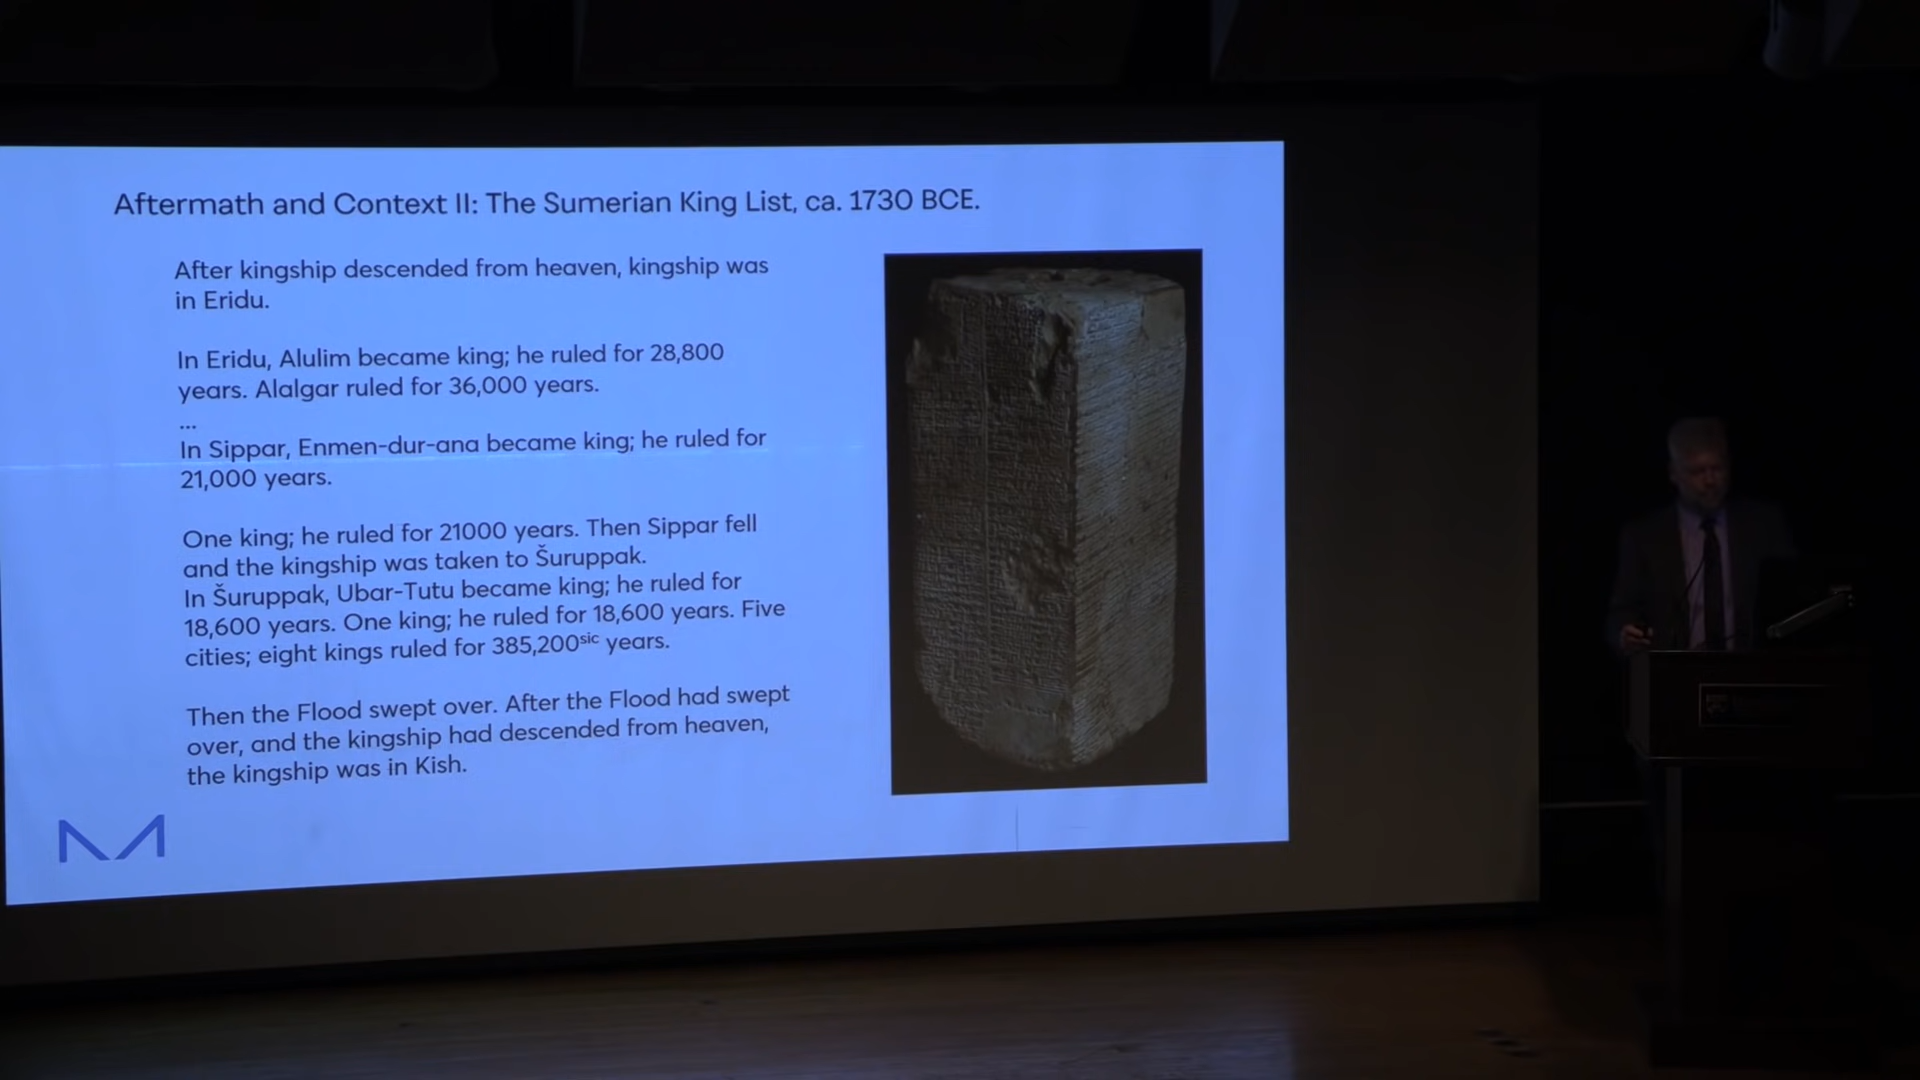 Aftermath and Context II: The Sumerian King List, ca. 1730 BCE.
After kingship descended from heaven, kingship was
in Eridu.
In Eridu, Alulim became king; he ruled for 28,800
years. Alalgar ruled for 36,000 years.
...
In Sippar, Enmen-dur-ana became king; he ruled for
21,000 years.
One king; he ruled for 21000 years. Then Sippar fell
and the kingship was taken to Šuruppak.
In Šuruppak, Ubar-Tutu became king; he ruled for
18,600 years. One king; he ruled for 18,600 years. Five
cities; eight kings ruled for 385,200sic years.
Then the Flood swept over. After the Flood had swept
over, and the kingship had descended from heaven,
the kingship was in Kish.